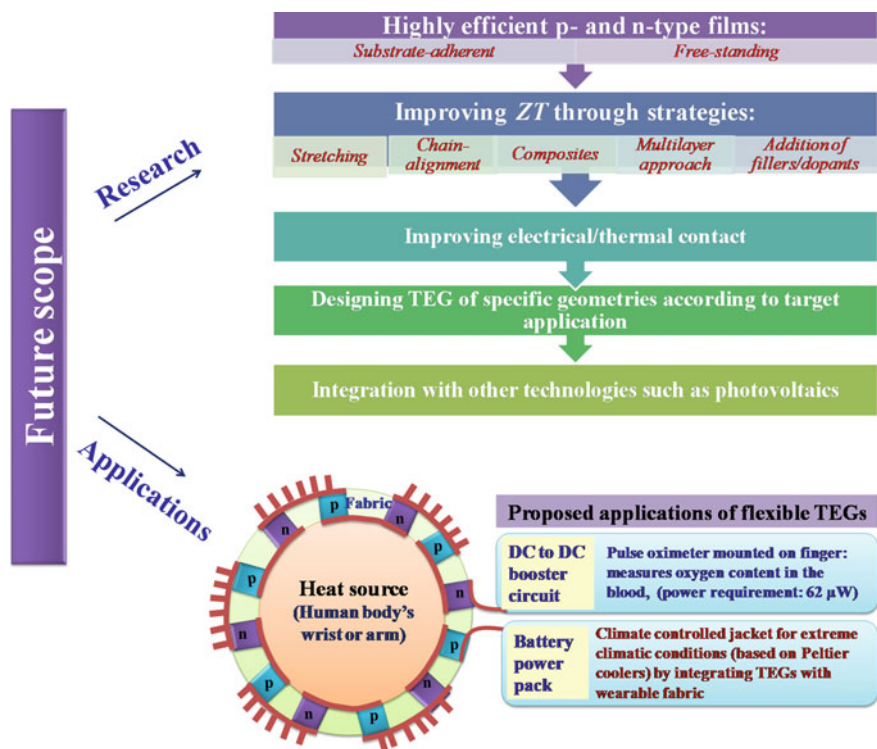 Future scope
Research
Applications
Highly efficient p- and n-type films:
Substrate-adherent
Free-standing
Improving ZT through strategies:
Stretching
Chain-
alignment
Composites
Multilayer
approach
Addition of
fillers/dopants
Improving electrical/thermal contact
Designing TEG of specific geometries according to target
application
Integration with other technologies such as photovoltaics
p
Fabric
n
n
p
p
n
n
p
p
n
n
p
Heat source
(Human body's
wrist or arm)
Proposed applications of flexible TEGs
DC to DC
booster
circuit
Pulse oximeter mounted on finger:
measures oxygen content in the
blood, (power requirement: 62 µW)
Battery
power
pack
Climate controlled jacket for extreme
climatic conditions (based on Peltier
coolers) by integrating TEGs with
wearable fabric